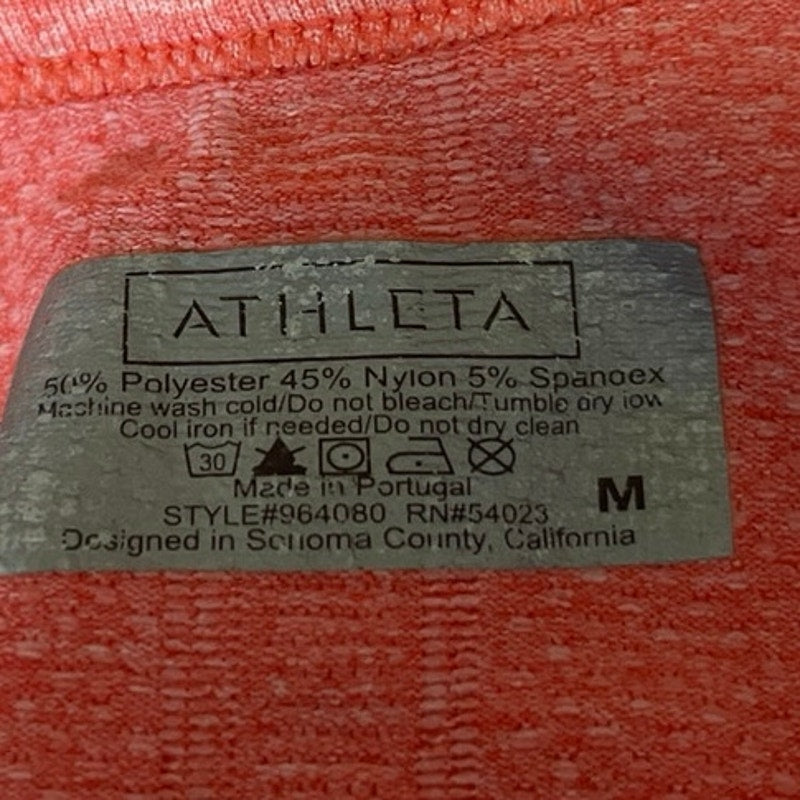 ATHLETA
50% Polyester 45% Nylon 5% Spandex
Machine wash cold/Do not bleach/Tumble dry low
Cool iron if needed/Do not dry clean
30
Made in Portugal
M
STYLE#964080 RN#54023
Designed in Sonoma County, California